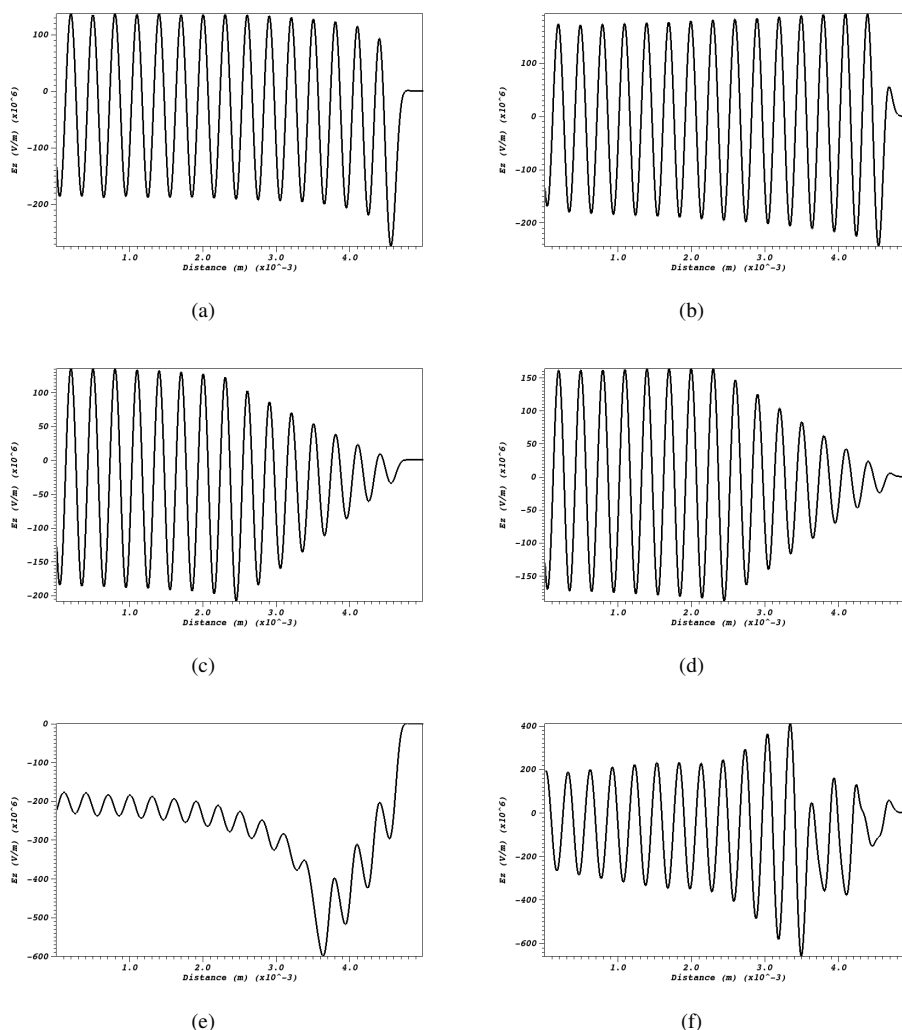 100
0
-100
-200
Ez (V/m) (x10^6)
1.0 2.0 3.0 4.0
Distance (m) (x10^-3)
(a)
100
0
-100
-200
Ez (V/m) (x10^6)
1.0 2.0 3.0 4.0
Distance (m) (x10^-3)
(b)
100
50
0
-50
-100
-150
-200
Ez (V/m) (x10^6)
1.0 2.0 3.0 4.0
Distance (m) (x10^-3)
(c)
150
100
50
0
-50
-100
-150
Ez (V/m) (x10^6)
1.0 2.0 3.0 4.0
Distance (m) (x10^-3)
(d)
0
-100
-200
-300
-400
-500
-600
Ez (V/m) (x10^6)
1.0 2.0 3.0 4.0
Distance (m) (x10^-3)
(e)
400
200
0
-200
-400
-600
Ez (V/m) (x10^6)
1.0 2.0 3.0 4.0
Distance (m) (x10^-3)
(f)